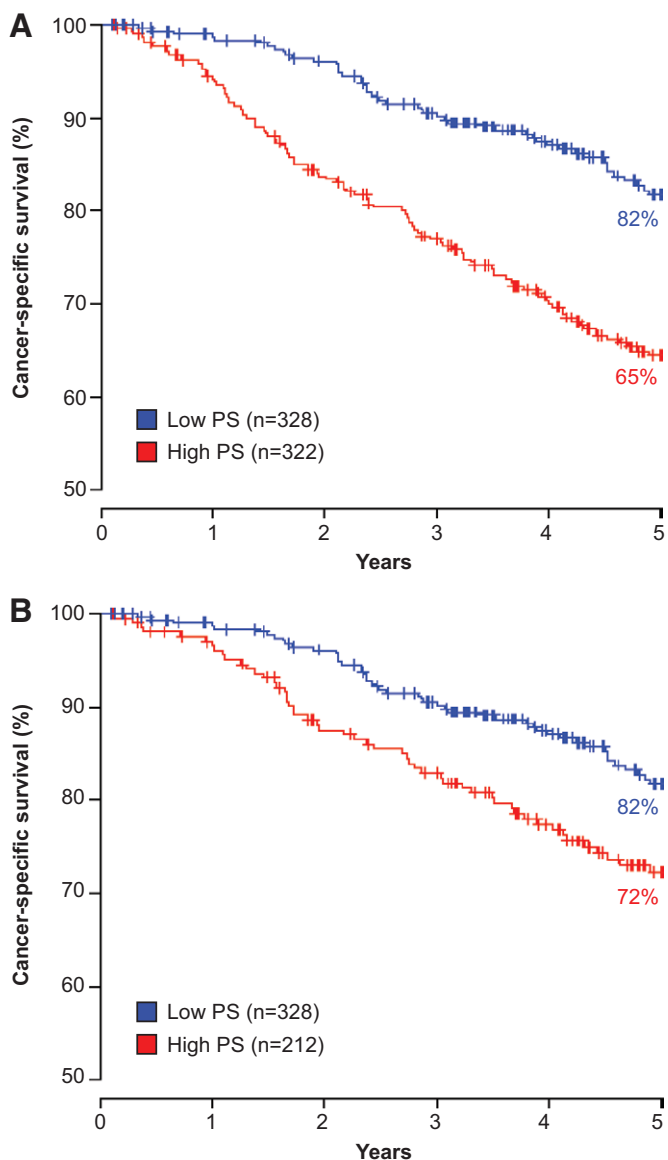 A
100
90
80
70
60
50
Cancer-specific survival (%)
82%
65%
Low PS (n=328)
High PS (n=322)
0 1 2 3 4 5
Years
B
100
90
80
70
60
50
Cancer-specific survival (%)
82%
72%
Low PS (n=328)
High PS (n=212)
0 1 2 3 4 5
Years